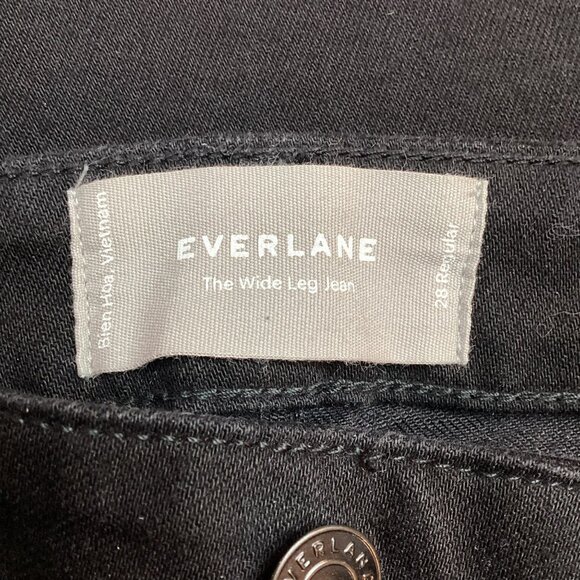 EVERLANE
The Wide Leg Jean
Bien Hoa, Vietnam
28 Regular
EVERLANE